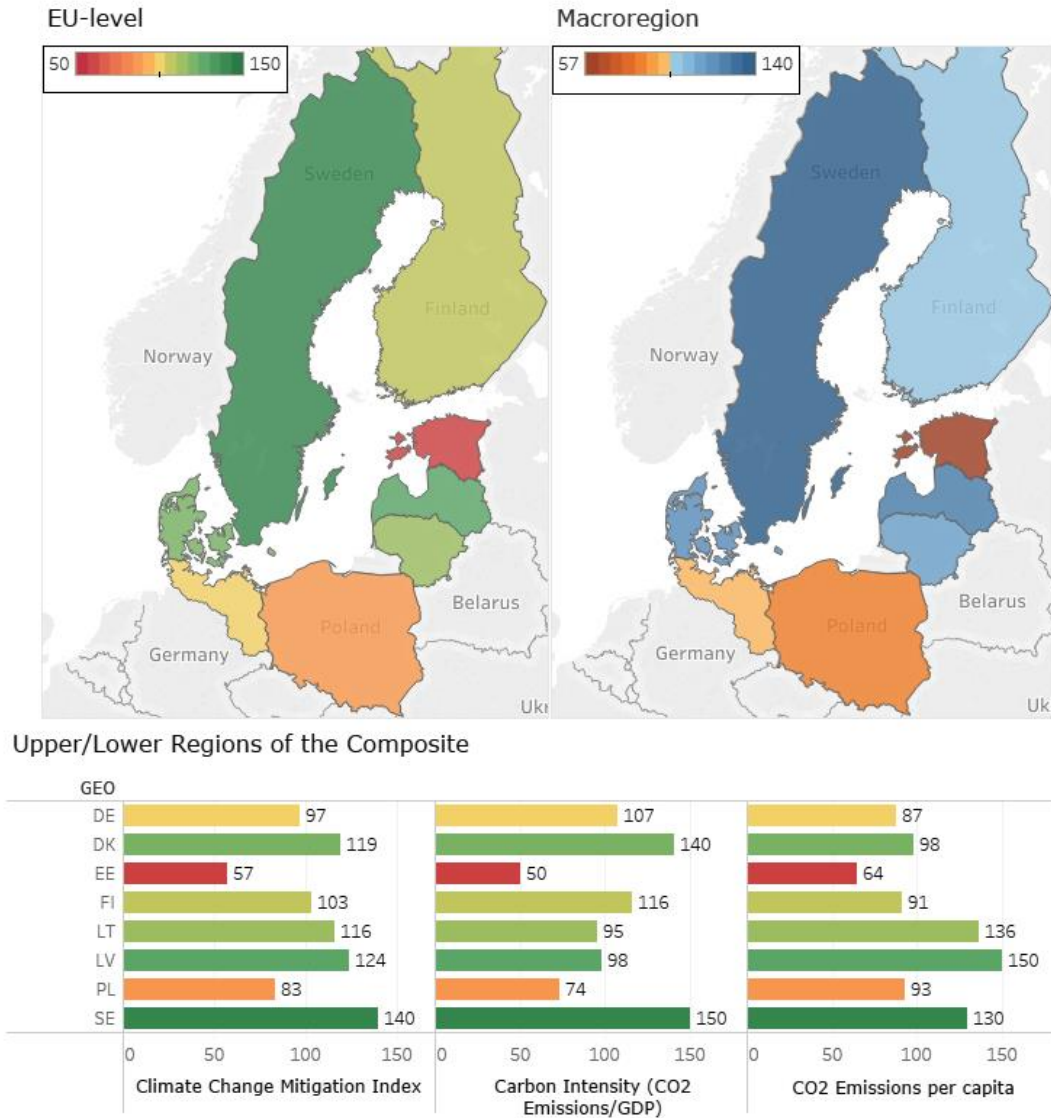 EU-level
Macroregion
50
150
57
140
Sweden
Finland
Norway
Poland
Belarus
Germany
Ukr
Sweden
Finland
Norway
Poland
Belarus
Germany
Uk
Upper/Lower Regions of the Composite
GEO
DE 97 107 87
DK 119 140 98
EE 57 50 64
FI 103 116 91
LT 116 95 136
LV 124 98 150
PL 83 74 93
SE 140 150 130
0 50 100 150 0 50 100 150 0 50 100 150
Climate Change Mitigation Index
Carbon Intensity (CO2
Emissions/GDP)
CO2 Emissions per capita